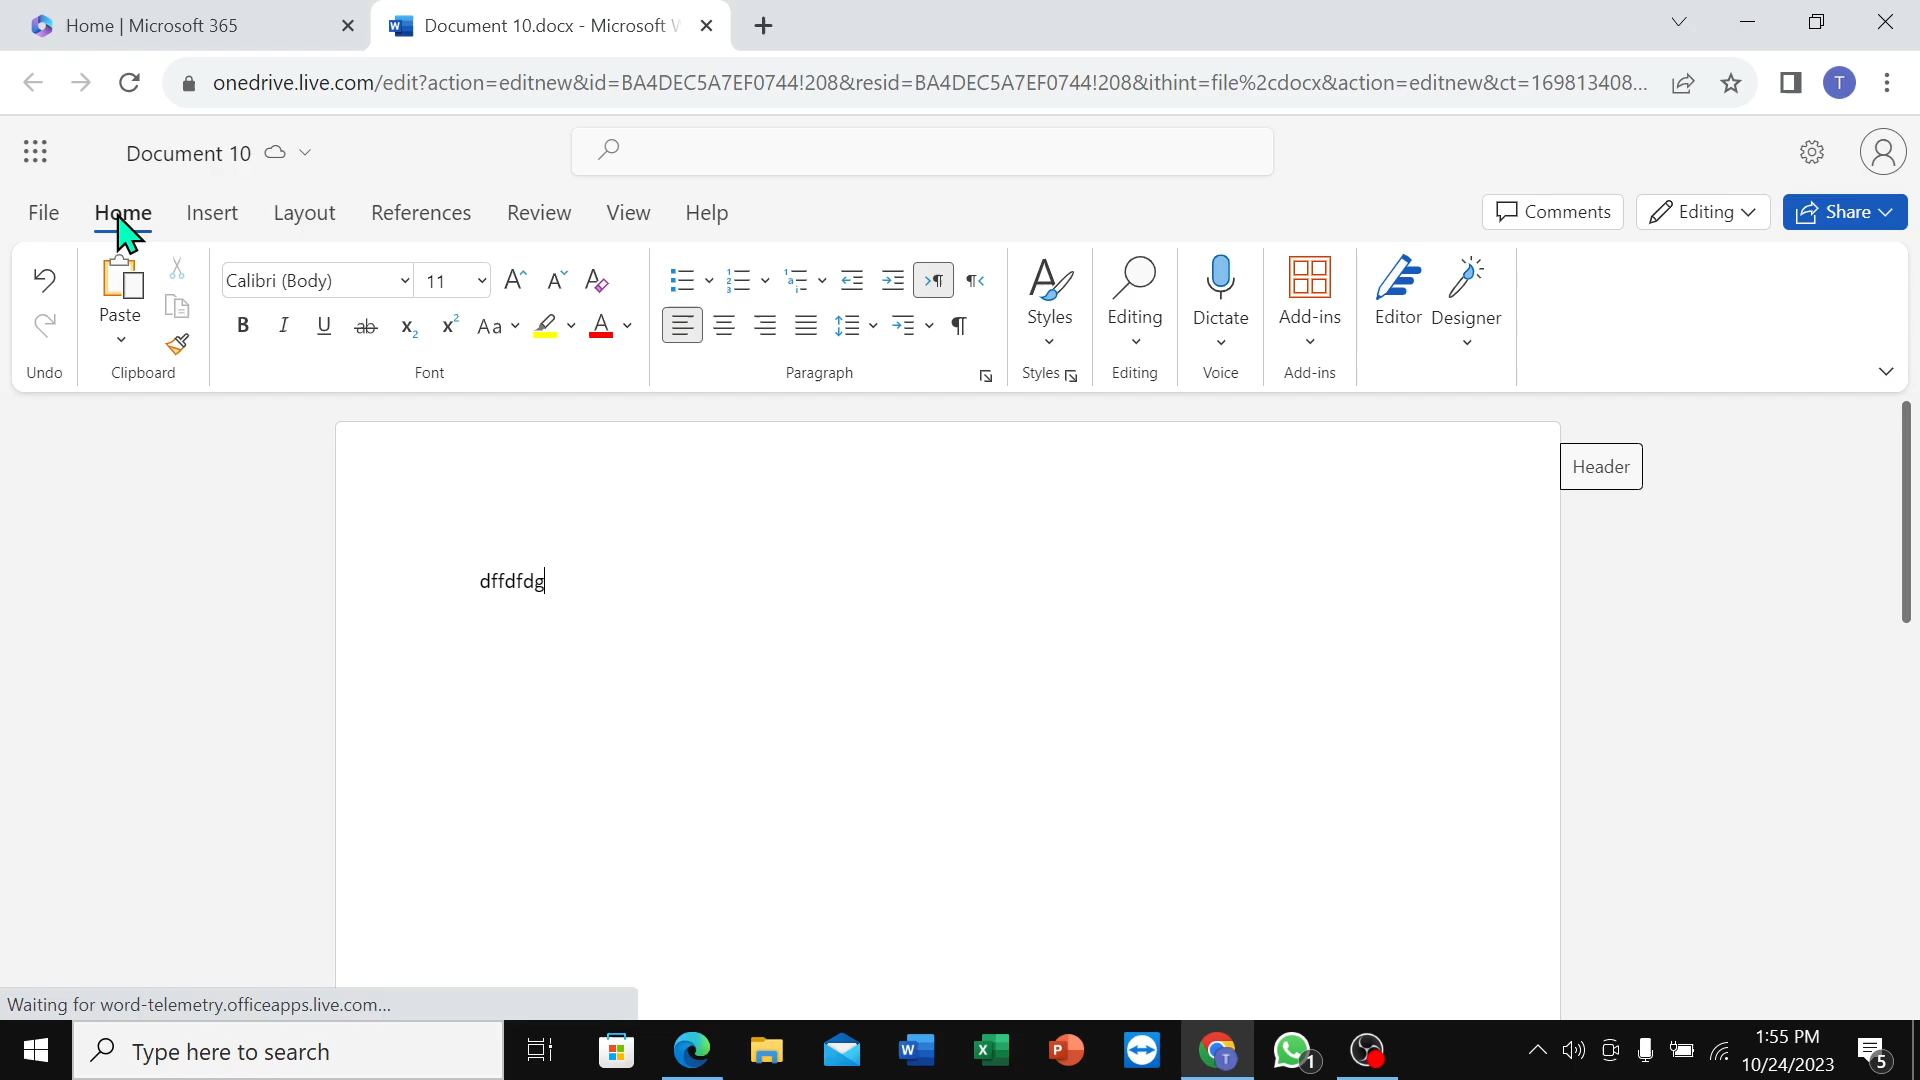 Home | Microsoft 365
Document 10.docx - Microsoft W
onedrive.live.com/edit?action=editnew&id=BA4DEC5A7EF0744!208&resid=BA4DEC5A7EF0744!208&ithint=file%2cdocx&action=editnew&ct=169813408...
T
Document 10
File Home Insert Layout References Review View Help
Comments Editing Share
Paste
Calibri (Body) 11
Styles Editing Dictate Add-ins Editor Designer
Undo Clipboard Font Paragraph Styles Editing Voice Add-ins
Header
dffdfdg
Waiting for word-telemetry.officeapps.live.com...
Type here to search
1
1:55 PM
10/24/2023
5